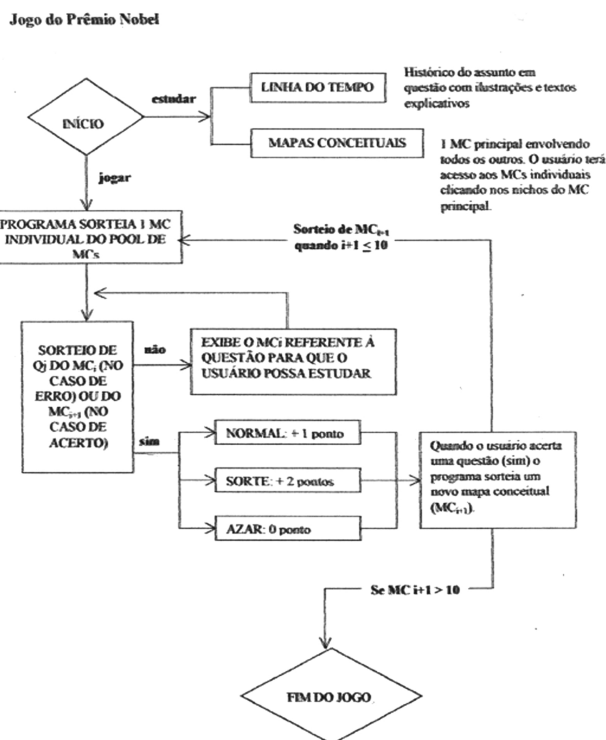 Jogo do Prêmio Nobel
INÍCIO
estudar
LINHA DO TEMPO
Histórico do assunto em
questão com ilustrações e textos
explicativos
MAPAS CONCEITUAIS
1 MC principal envolvendo
todos os outros. O usuário terá
acesso aos MCs individuais
clicando nos nichos do MC
principal.
jogar
PROGRAMA SORTEIA 1 MC
INDIVIDUAL DO POOL DE
MCs
Sorteio de MCᵢ₊₁
quando i+1 ≤ 10
SORTEIO DE
Qj DO MCᵢ (NO
CASO DE
ERRO) OU DO
MCᵢ₊₁ (NO
CASO DE
ACERTO)
não
EXIBE O MCi REFERENTE À
QUESTÃO PARA QUE O
USUÁRIO POSSA ESTUDAR
sim
NORMAL: + 1 ponto
SORTE: + 2 pontos
AZAR: 0 ponto
Quando o usuário acerta
uma questão (sim) o
programa sorteia um
novo mapa conceitual
(MCᵢ₊₁).
Se MC i+1 > 10
FIM DO JOGO